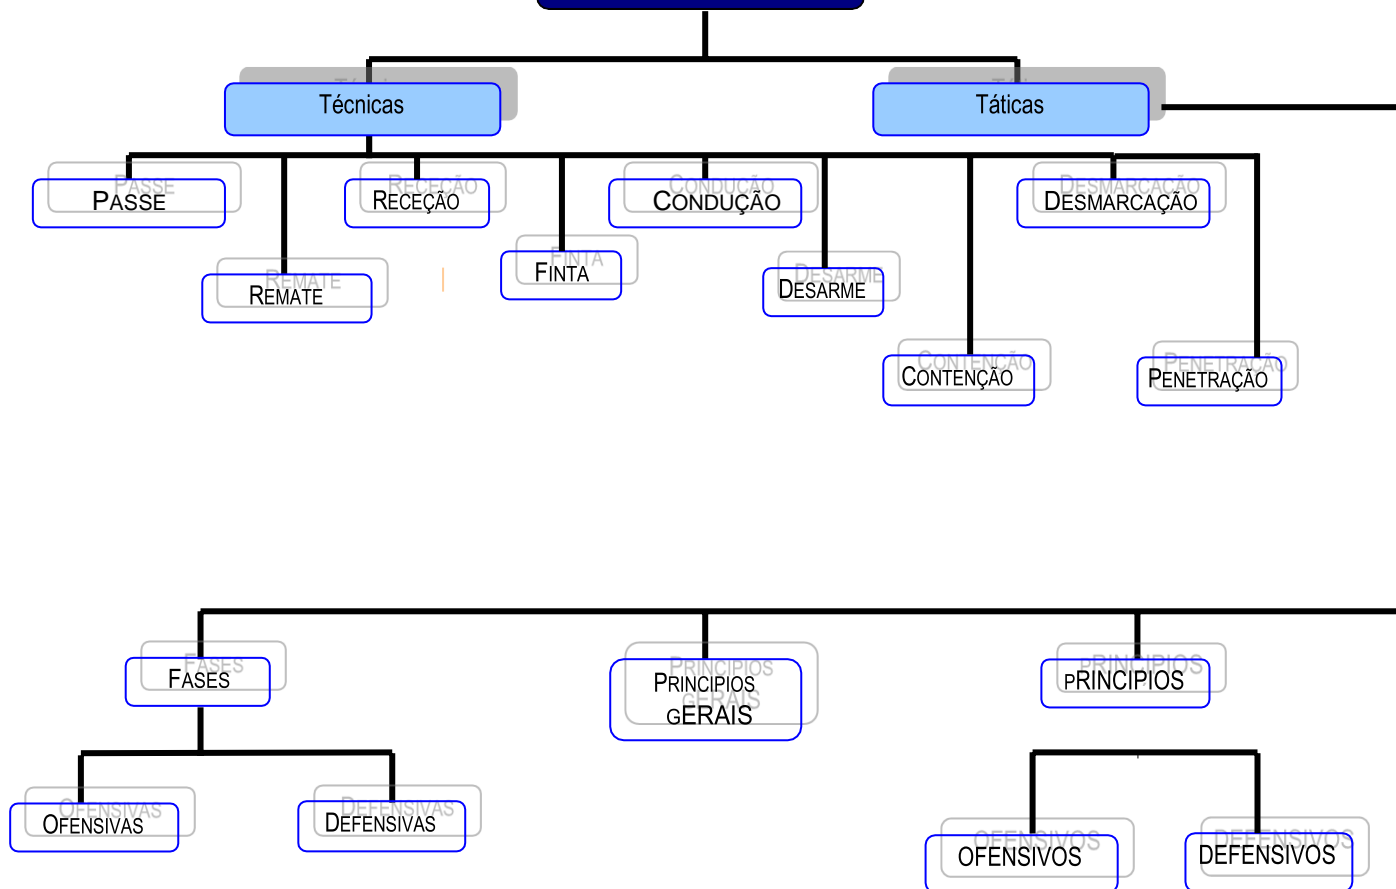 Técnicas
Táticas
PASSE
RECEÇÃO
CONDUÇÃO
DESMARCAÇÃO
FINTA
REMATE
DESARME
CONTENÇÃO
PENETRAÇÃO
FASES
PRINCIPIOS
gERAIS
pRINCIPIOS
OFENSIVAS
DEFENSIVAS
OFENSIVOS
DEFENSIVOS